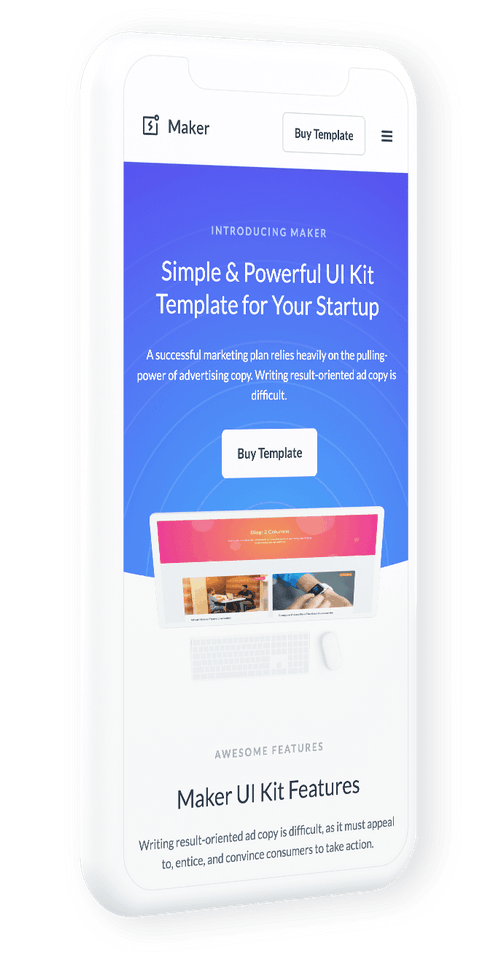 Maker
Buy Template
INTRODUCING MAKER
Simple & Powerful UI Kit
Template for Your Startup
A successful marketing plan relies heavily on the pulling-
power of advertising copy. Writing result-oriented ad copy is
difficult.
Buy Template
Blog: 2 Columns
AWESOME FEATURES
Maker UI Kit Features
Writing result-oriented ad copy is difficult, as it must appeal
to, entice, and convince consumers to take action.